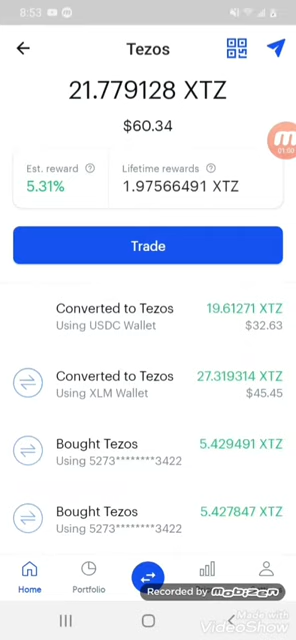 8:53
Tezos
21.779128 XTZ
$60.34
01:00
Est. reward ?
Lifetime rewards ?
5.31%
1.97566491 XTZ
Trade
Converted to Tezos 19.61271 XTZ
Using USDC Wallet $32.63
Converted to Tezos 27.319314 XTZ
Using XLM Wallet $45.45
Bought Tezos 5.429491 XTZ
Using 5273********3422
Bought Tezos 5.427847 XTZ
Using 5273********3422
Home
Portfolio
Recorded by mobizen
Made with
VideoShow